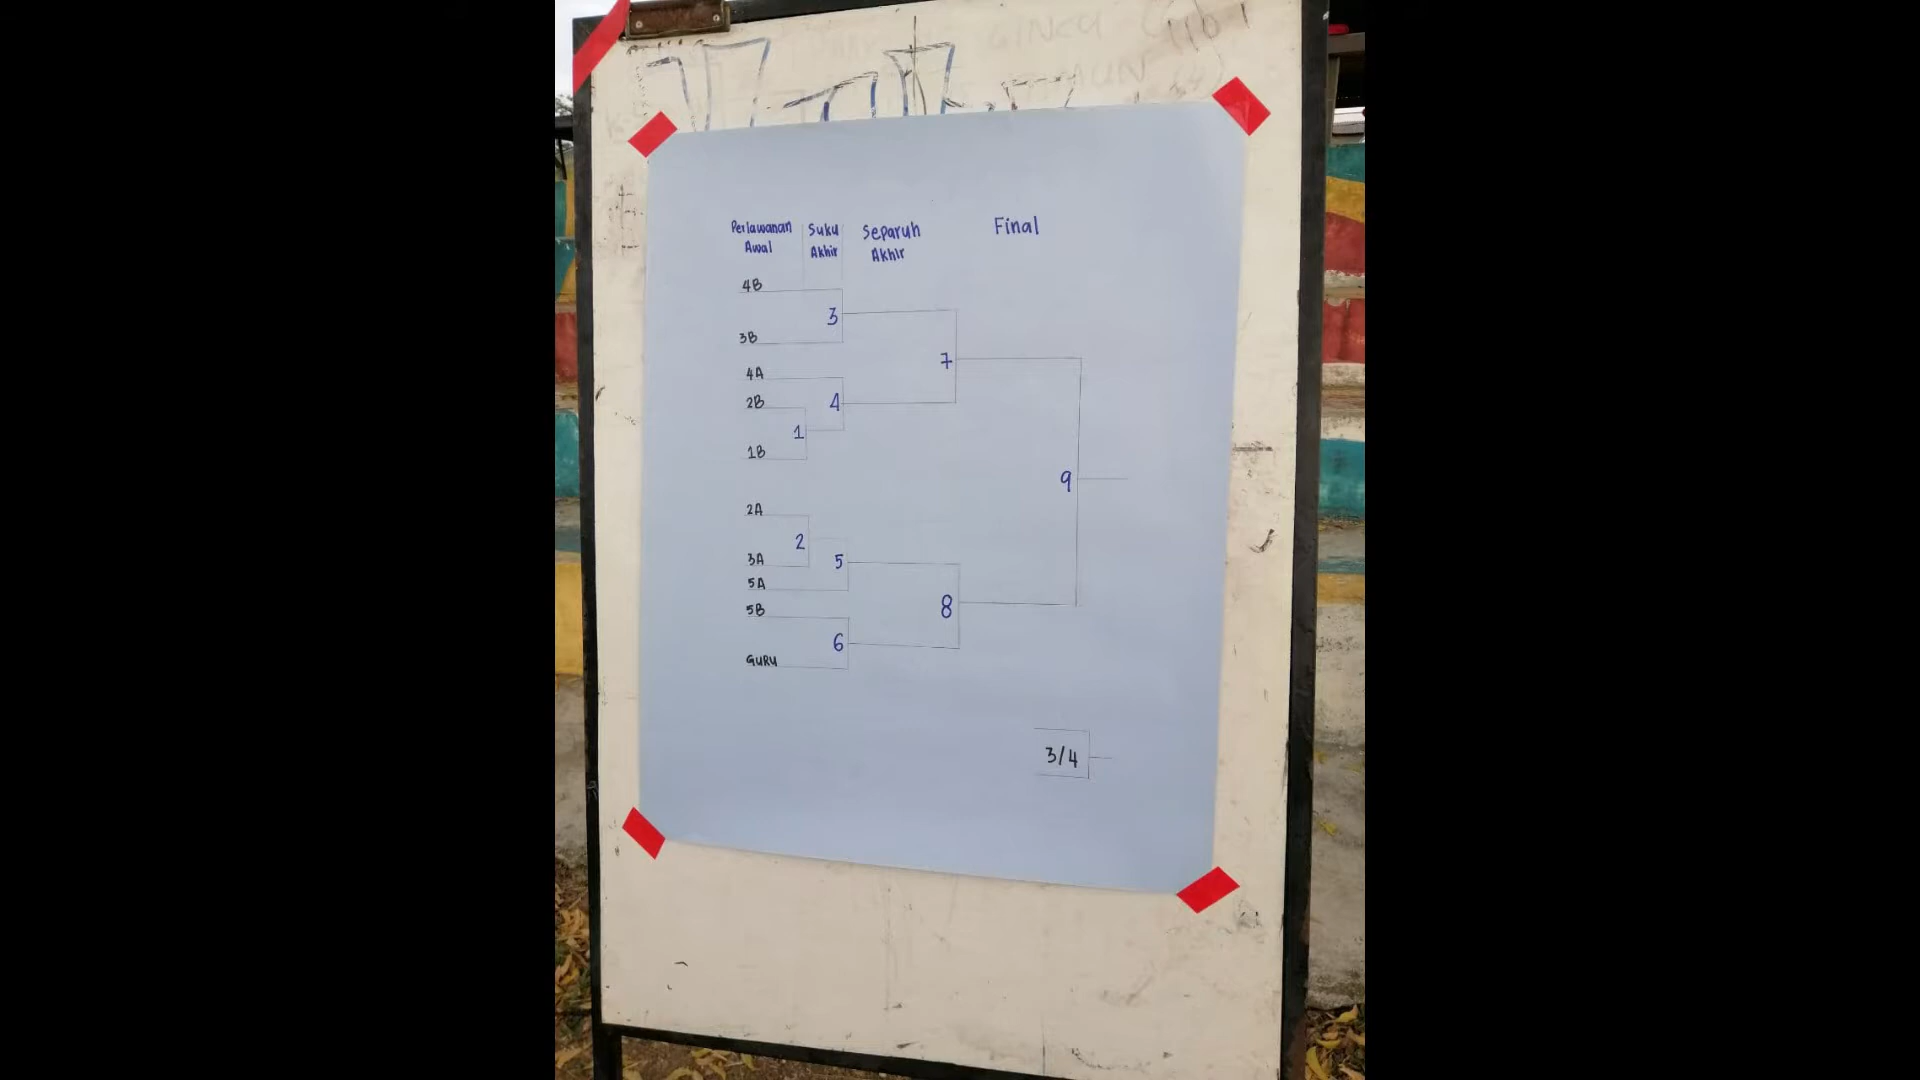 GINCU
Perlawanan Awal
Suku Akhir
Separuh Akhir
Final
4B
3
3B
7
4A
2B
4
1
1B
9
2A
2
3A
5
5A
5B
8
6
GURU
3/4